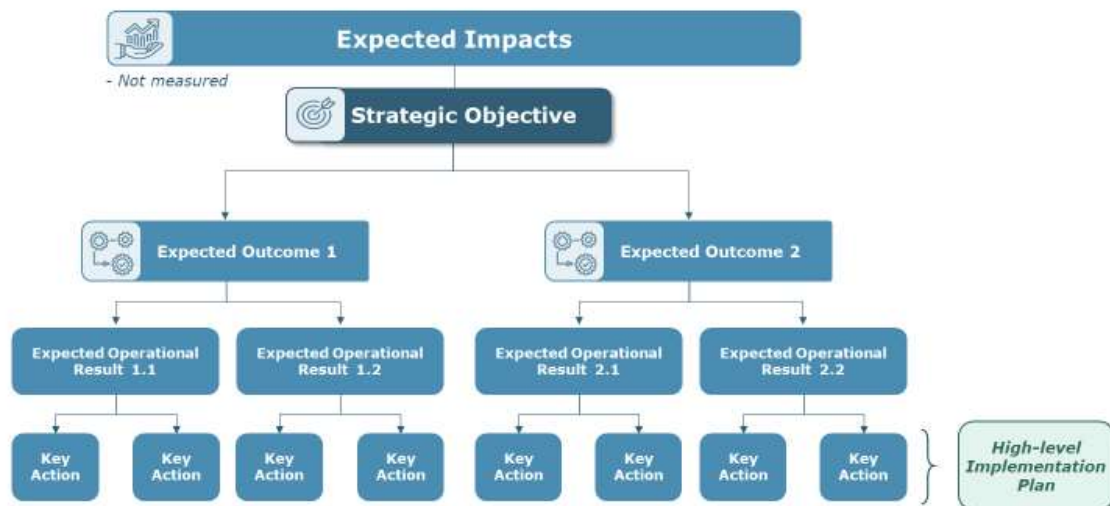 Expected Impacts
- Not measured
Strategic Objective
Expected Outcome 1
Expected Outcome 2
Expected Operational
Result 1.1
Expected Operational
Result 1.2
Expected Operational
Result 2.1
Expected Operational
Result 2.2
Key
Action
Key
Action
Key
Action
Key
Action
Key
Action
Key
Action
Key
Action
Key
Action
High-level
Implementation
Plan